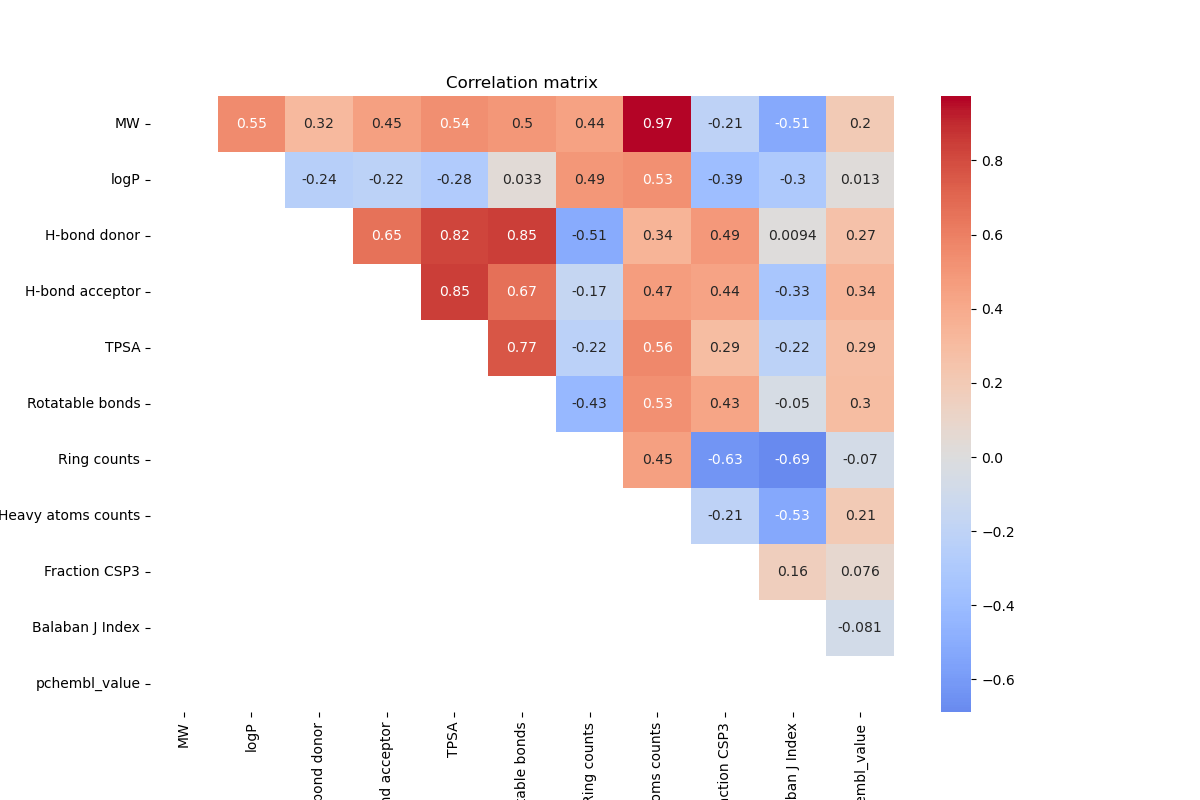 Correlation matrix
MW 0.55 0.32 0.45 0.54 0.5 0.44 0.97 -0.21 -0.51 0.2
logP -0.24 -0.22 -0.28 0.033 0.49 0.53 -0.39 -0.3 0.013
H-bond donor 0.65 0.82 0.85 -0.51 0.34 0.49 0.0094 0.27
H-bond acceptor 0.85 0.67 -0.17 0.47 0.44 -0.33 0.34
TPSA 0.77 -0.22 0.56 0.29 -0.22 0.29
Rotatable bonds -0.43 0.53 0.43 -0.05 0.3
Ring counts 0.45 -0.63 -0.69 -0.07
Heavy atoms counts -0.21 -0.53 0.21
Fraction CSP3 0.16 0.076
Balaban J Index -0.081
pchembl_value
MW
logP
bond donor
nd acceptor
TPSA
table bonds
Ring counts
oms counts
ction CSP3
ban J Index
embl_value
0.8
0.6
0.4
0.2
0.0
−0.2
−0.4
−0.6